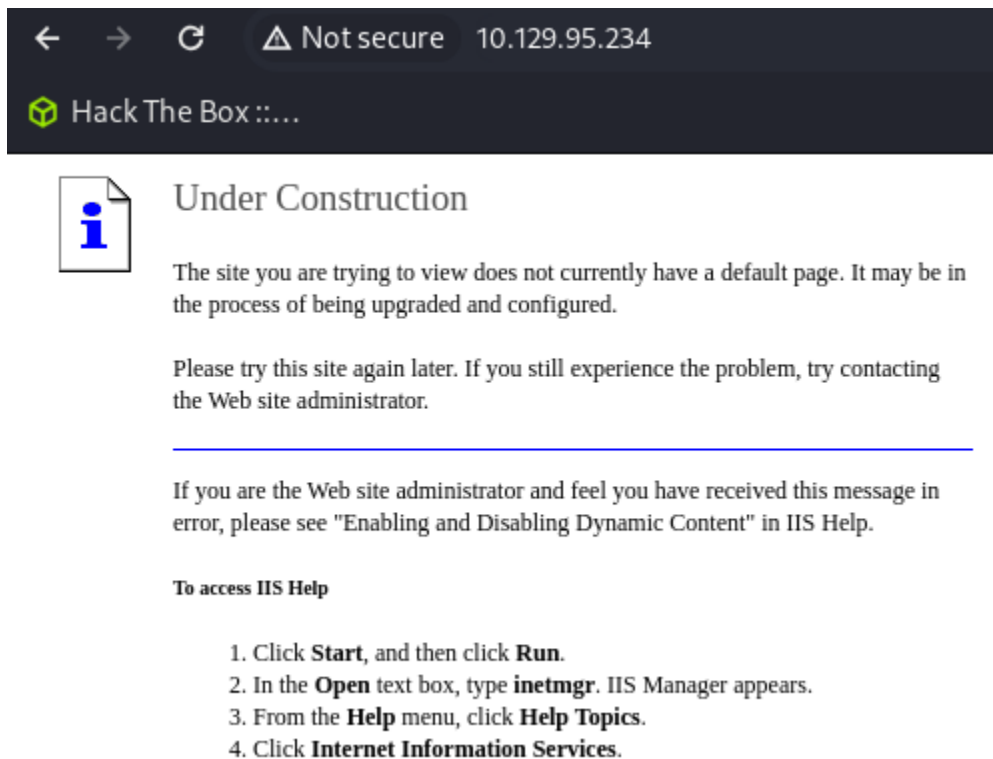 Not secure 10.129.95.234
Hack The Box ::...
Under Construction
The site you are trying to view does not currently have a default page. It may be in
the process of being upgraded and configured.
Please try this site again later. If you still experience the problem, try contacting
the Web site administrator.
If you are the Web site administrator and feel you have received this message in
error, please see "Enabling and Disabling Dynamic Content" in IIS Help.
To access IIS Help
1. Click Start, and then click Run.
2. In the Open text box, type inetmgr. IIS Manager appears.
3. From the Help menu, click Help Topics.
4. Click Internet Information Services.